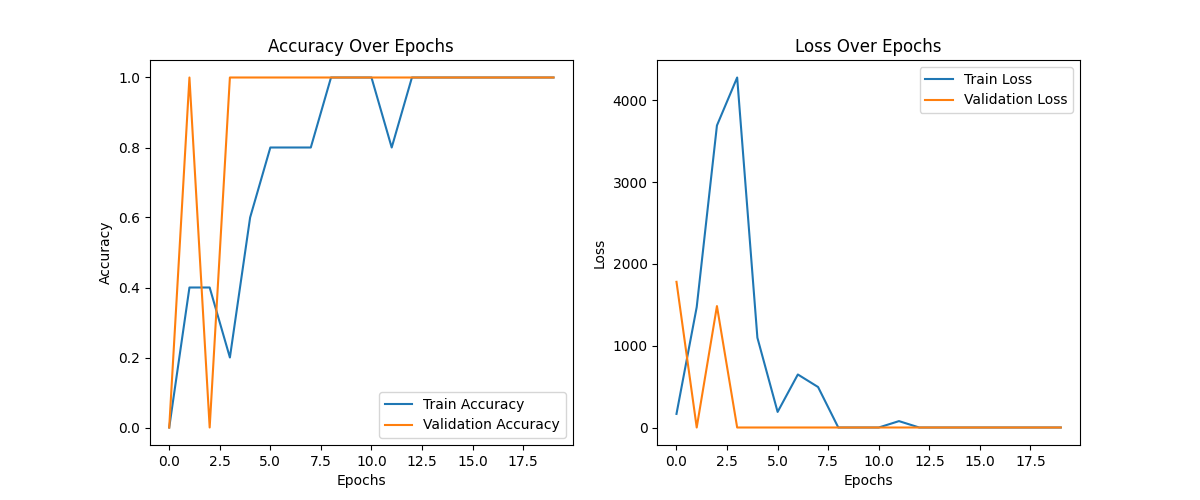 Accuracy Over Epochs
1.0
0.8
0.6
0.4
0.2
0.0
Accuracy
0.0 2.5 5.0 7.5 10.0 12.5 15.0 17.5
Epochs
Train Accuracy
Validation Accuracy
Loss Over Epochs
4000
3000
2000
1000
0
Loss
0.0 2.5 5.0 7.5 10.0 12.5 15.0 17.5
Epochs
Train Loss
Validation Loss